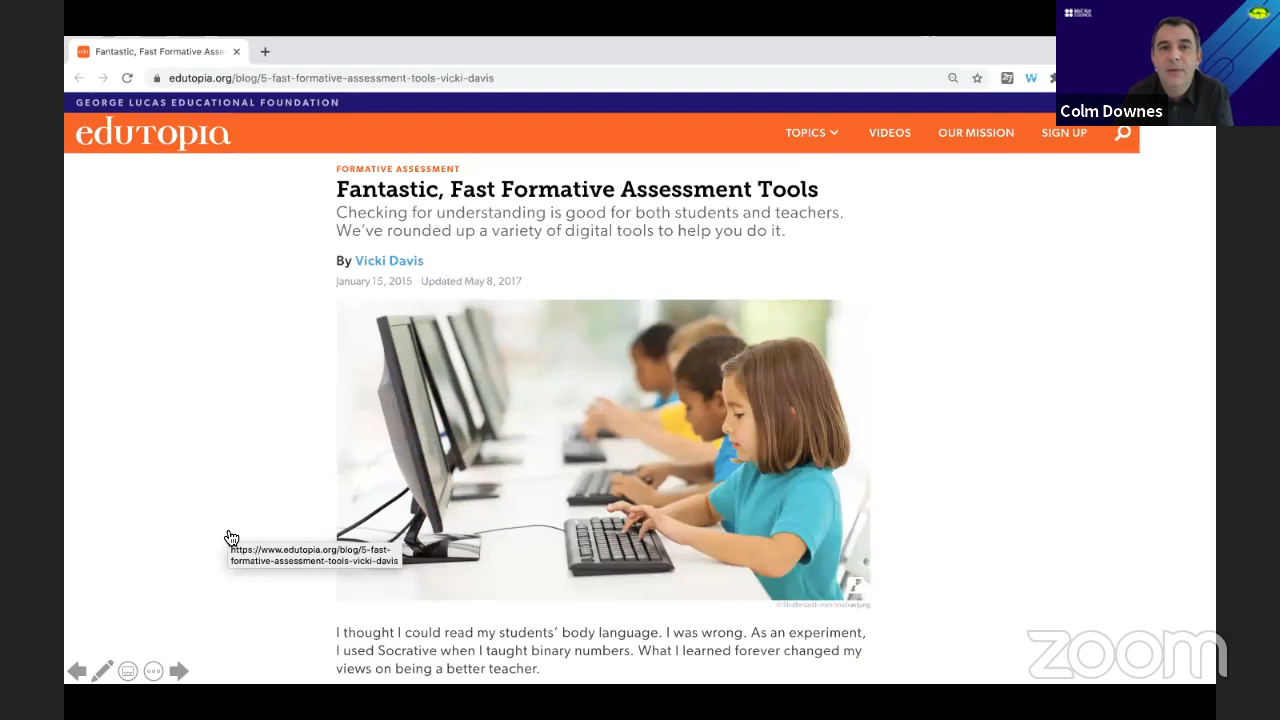 Fantastic, Fast Formative Asse
edutopia.org/blog/5-fast-formative-assessment-tools-vicki-davis
BRITISH
COUNCIL
Colm Downes
GEORGE LUCAS EDUCATIONAL FOUNDATION
edutopia
TOPICS
VIDEOS
OUR MISSION
SIGN UP
FORMATIVE ASSESSMENT
Fantastic, Fast Formative Assessment Tools
Checking for understanding is good for both students and teachers.
We’ve rounded up a variety of digital tools to help you do it.
By Vicki Davis
January 15, 2015 Updated May 8, 2017
https://www.edutopia.org/blog/5-fast-
formative-assessment-tools-vicki-davis
© Shutterstock.com/michaeljung
I thought I could read my students’ body language. I was wrong. As an experiment,
I used Socrative when I taught binary numbers. What I learned forever changed my
views on being a better teacher.
zoom